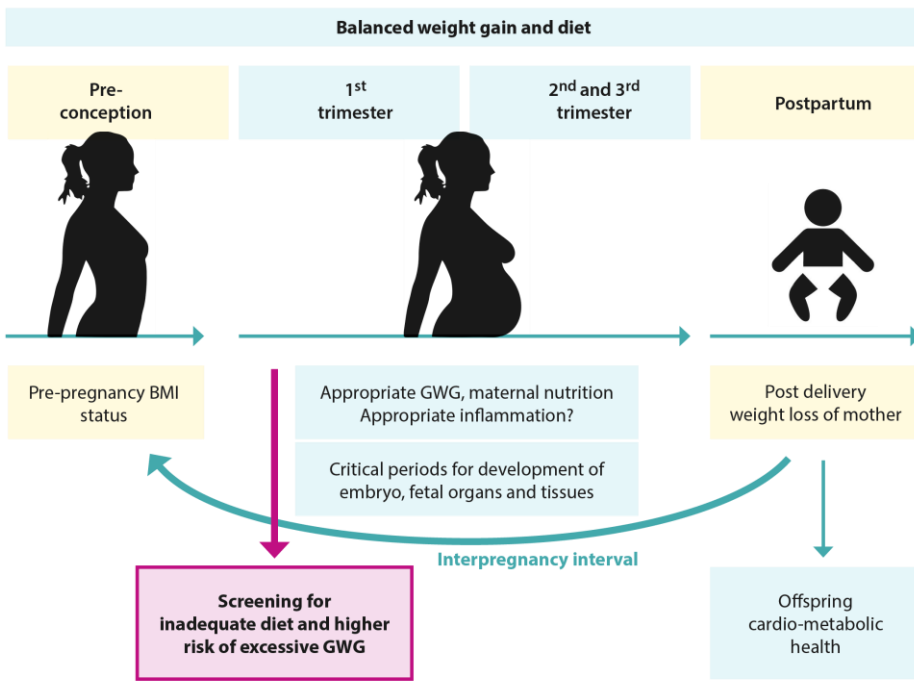 Balanced weight gain and diet
Pre-
conception
1st
trimester
2nd and 3rd
trimester
Postpartum
Pre-pregnancy BMI
status
Appropriate GWG, maternal nutrition
Appropriate inflammation?
Post delivery
weight loss of mother
Critical periods for development of
embryo, fetal organs and tissues
Interpregnancy interval
Screening for
inadequate diet and higher
risk of excessive GWG
Offspring
cardio-metabolic
health